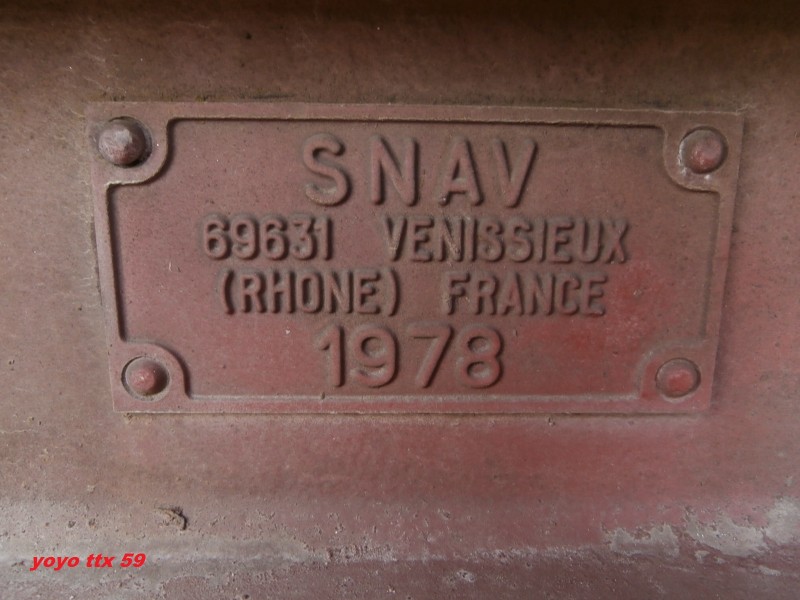 SNAV
69631 VENISSIEUX
(RHONE) FRANCE
1978
yoyo ttx 59